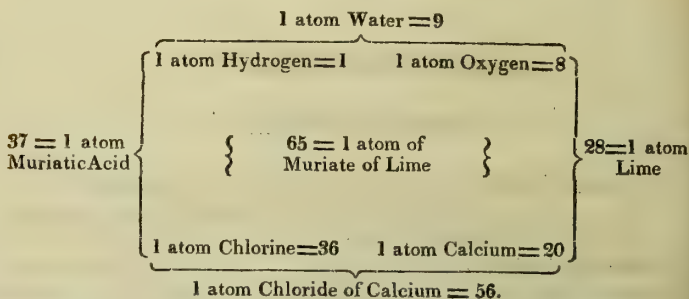 1 atom Water=9
1 atom Hydrogen=1 1 atom Oxygen=8
37=1 atom 65=1 atom of 28=1 atom
MuriaticAcid Muriate of Lime Lime
1 atom Chlorine=36 1 atom Calcium=20
1 atom Chloride of Calcium = 56.